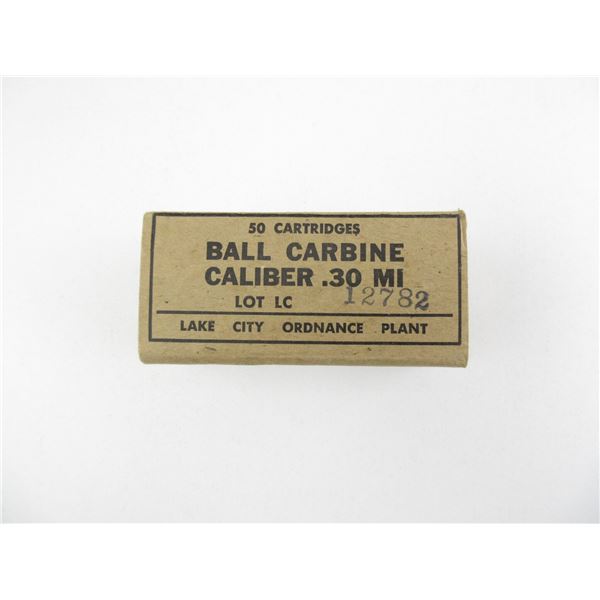 50 CARTRIDGES
BALL CARBINE
CALIBER .30 MI
LOT LC 12782
LAKE CITY ORDNANCE PLANT